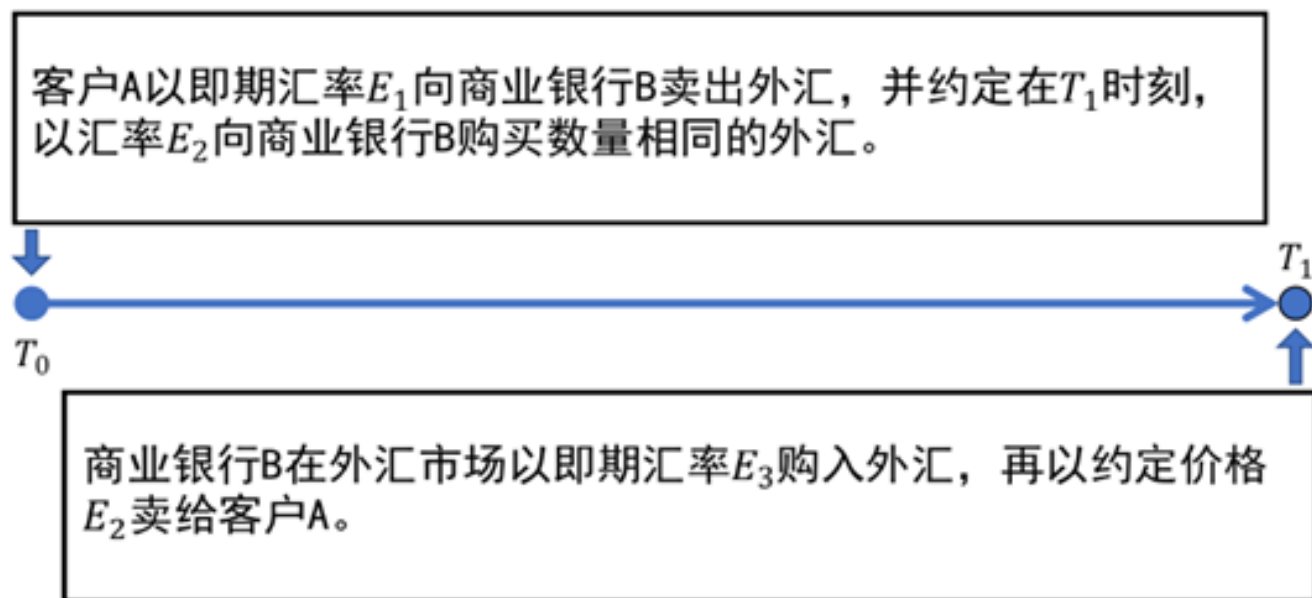 客户A以即期汇率E₁向商业银行B卖出外汇，并约定在T₁时刻，
以汇率E₂向商业银行B购买数量相同的外汇。
T₁
T₀
商业银行B在外汇市场以即期汇率E₃购入外汇，再以约定价格
E₂卖给客户A。